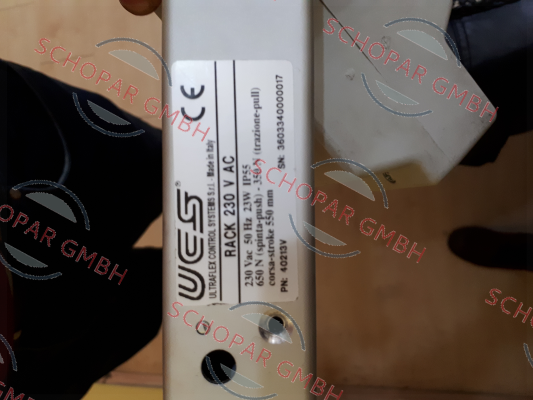 UCS®
ULTRAFLEX CONTROL SYSTEMS S.r.l. - Made in Italy
CE
RACK 230 V AC
230 Vac 50 Hz 23W IP55
650 N (spinta-push) - 350 N (trazione-pull)
corsa-stroke 550 mm
PN: 40213V
SN: 3603340000017
SCHOPAR GMBH
SCHOPAR GMBH
SCHOPAR GMBH
SCHOPAR GMBH
SCHOPAR GMBH
SCHOPAR GMBH